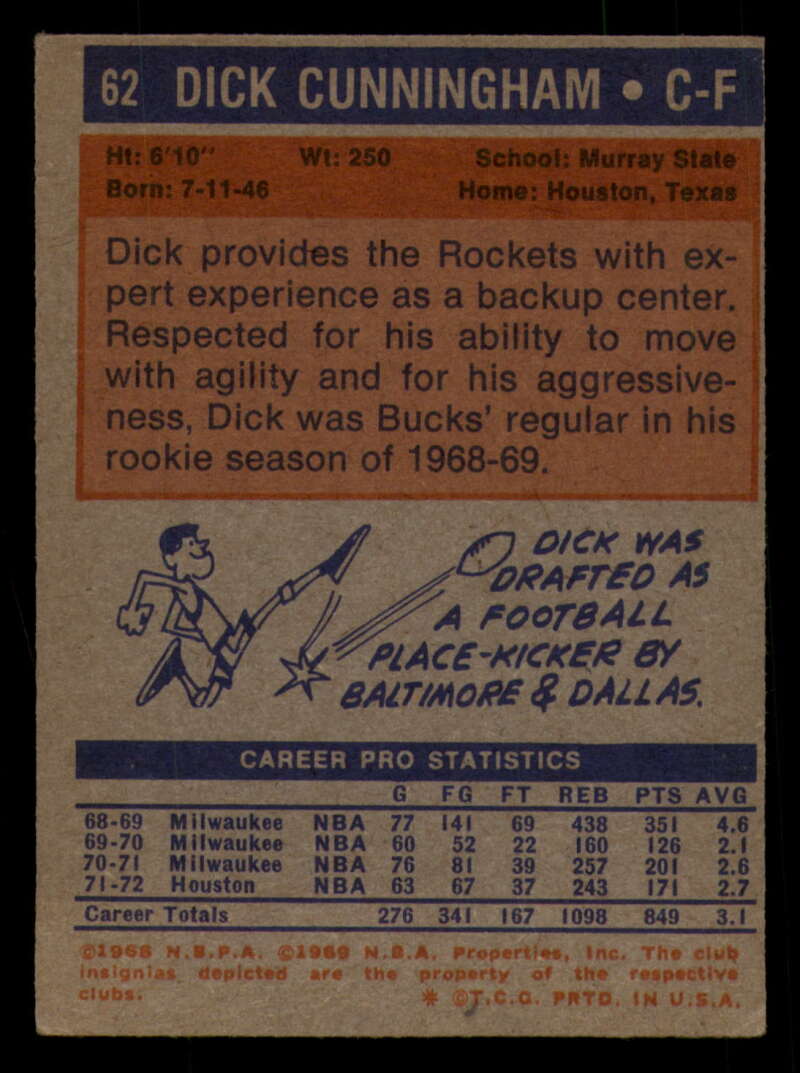 62 DICK CUNNINGHAM • C-F
Ht: 6'10" Wt: 250 School: Murray State
Born: 7-11-46 Home: Houston, Texas
Dick provides the Rockets with ex-
pert experience as a backup center.
Respected for his ability to move
with agility and for his aggressive-
ness, Dick was Bucks' regular in his
rookie season of 1968-69.
DICK WAS
DRAFTED AS
A FOOTBALL
PLACE-KICKER BY
BALTIMORE & DALLAS.
CAREER PRO STATISTICS
G FG FT REB PTS AVG
68-69 Milwaukee NBA 77 141 69 438 351 4.6
69-70 Milwaukee NBA 60 52 22 160 126 2.1
70-71 Milwaukee NBA 76 81 39 257 201 2.6
71-72 Houston NBA 63 67 37 243 171 2.7
Career Totals 276 341 167 1098 849 3.1
©1968 N.B.P.A. ©1969 N.B.A. Properties, Inc. The club
insignias depicted are the property of the respective
clubs. * ©T.C.G. PRTD. IN U.S.A.